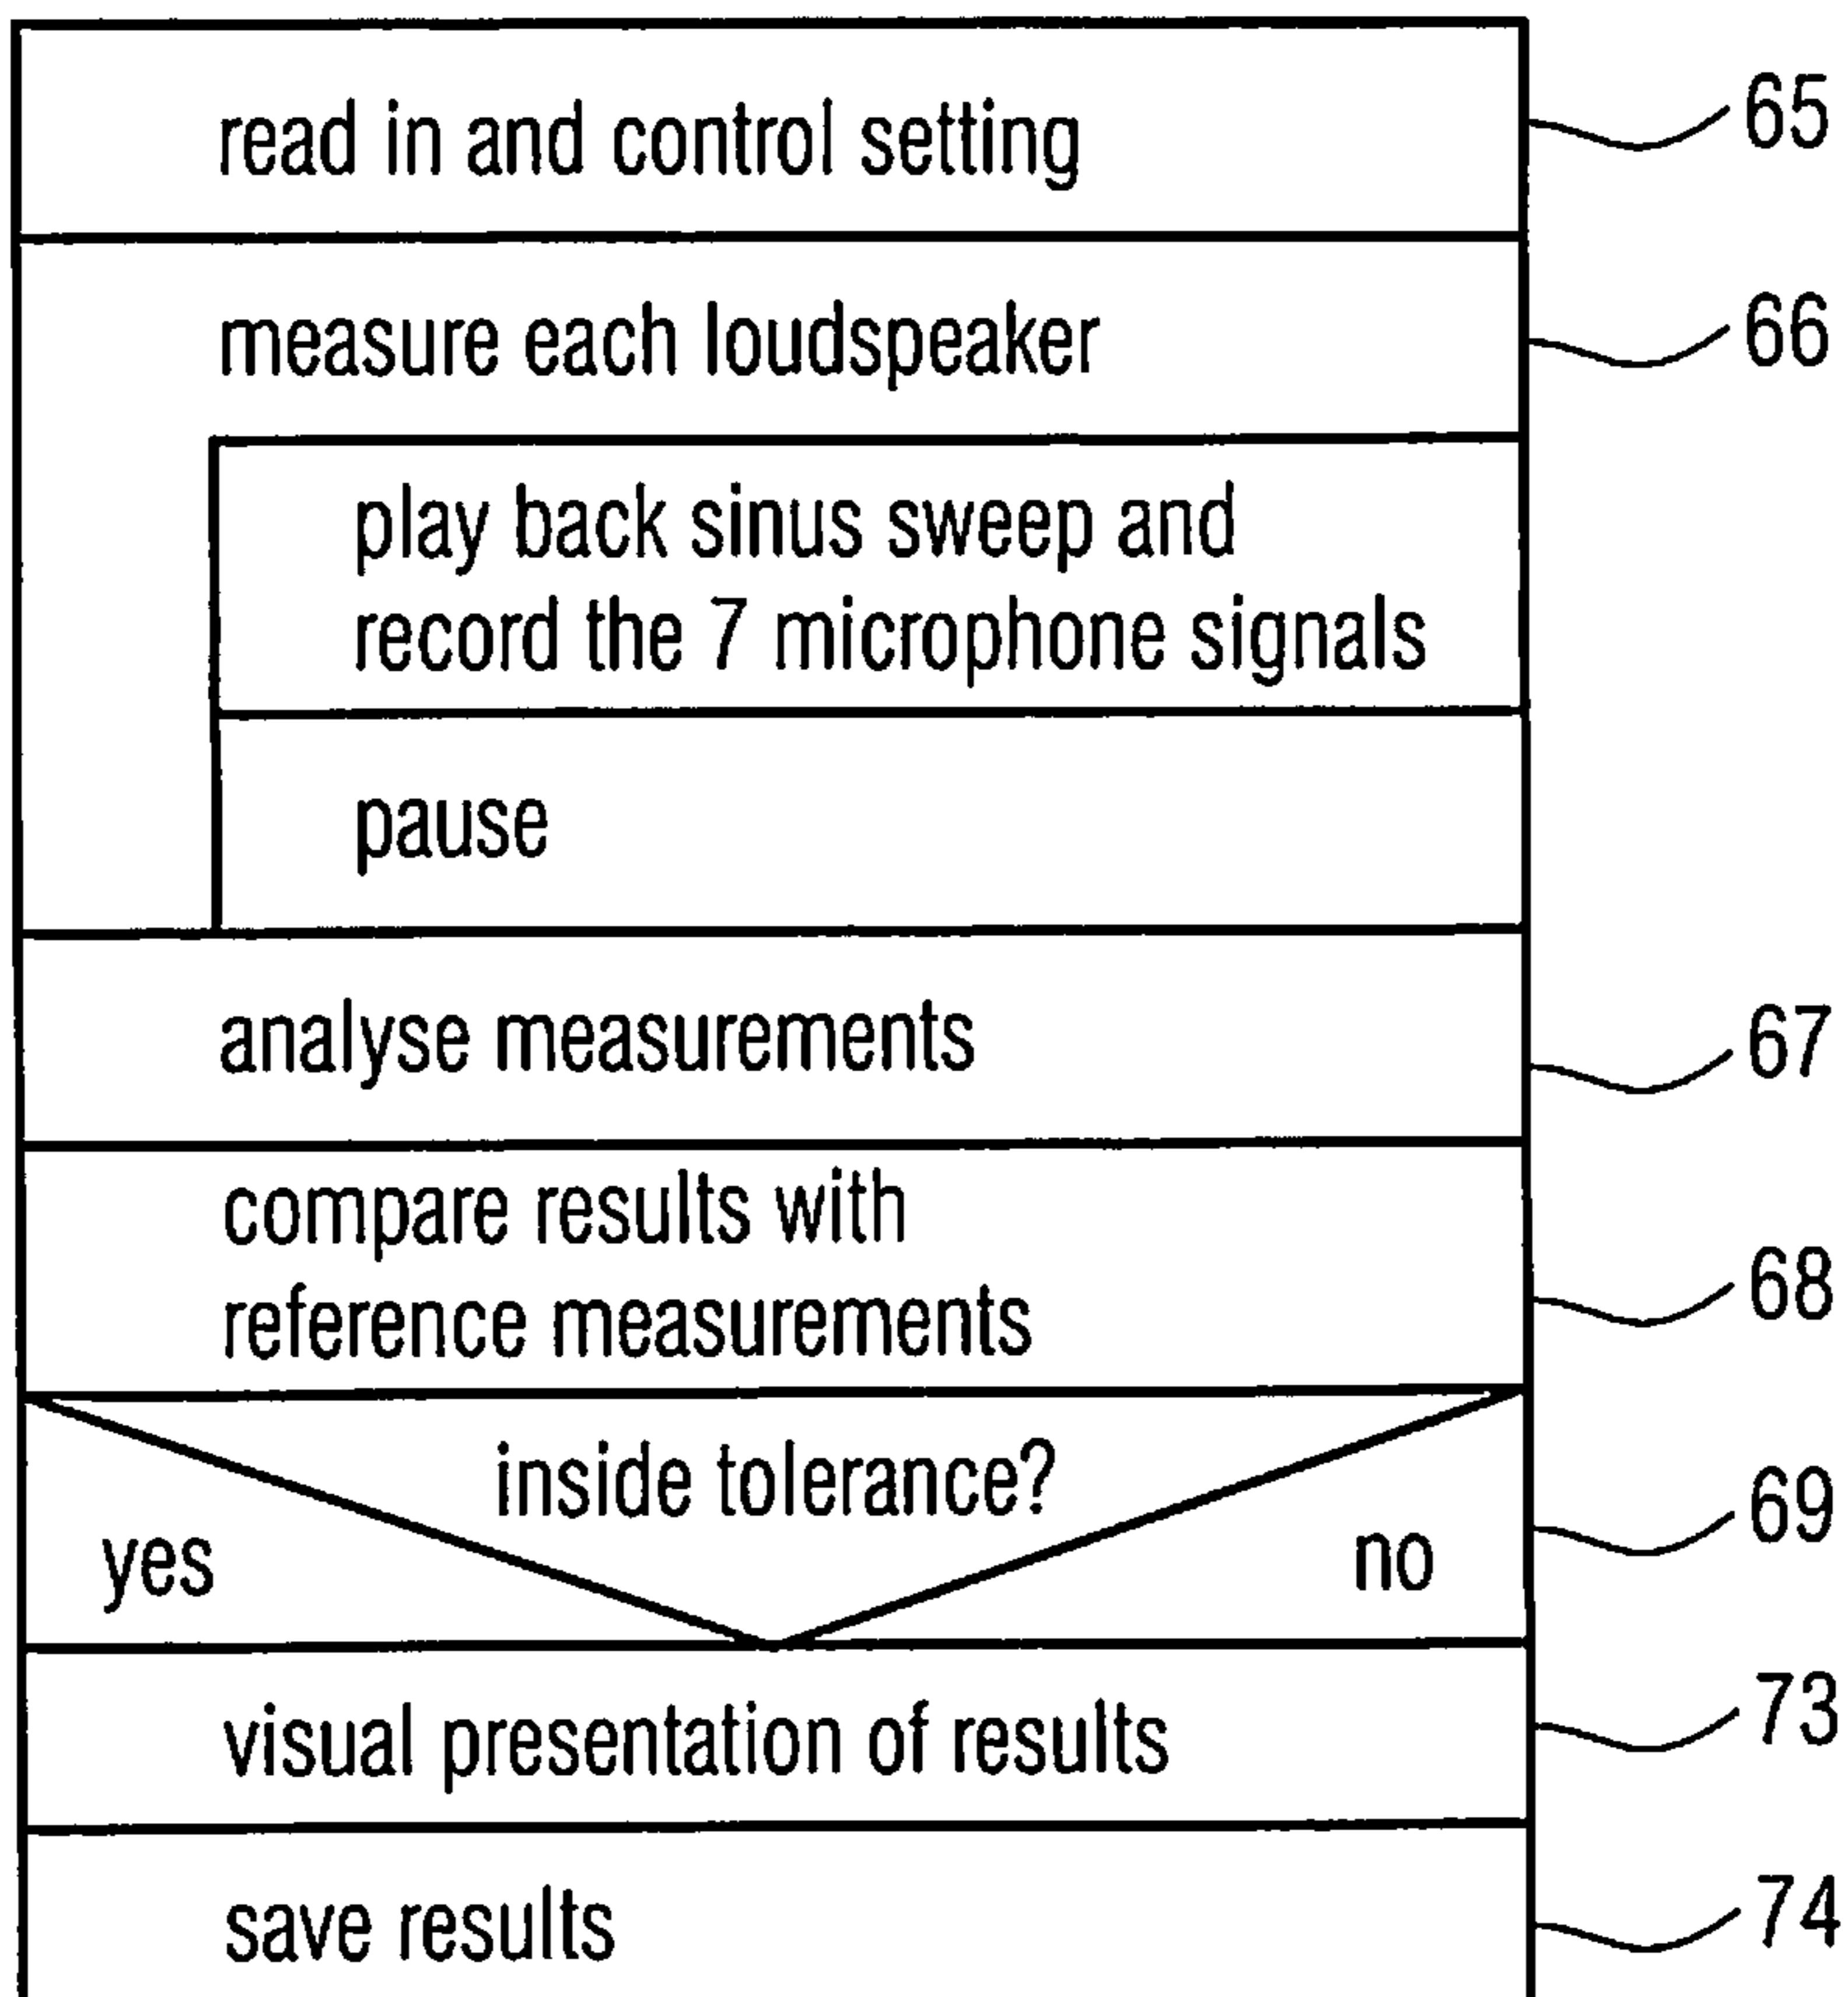 read in and control setting
65
measure each loudspeaker
66
play back sinus sweep and
record the 7 microphone signals
pause
analyse measurements
67
compare results with
reference measurements
68
inside tolerance?
yes
no
69
visual presentation of results
73
save results
74